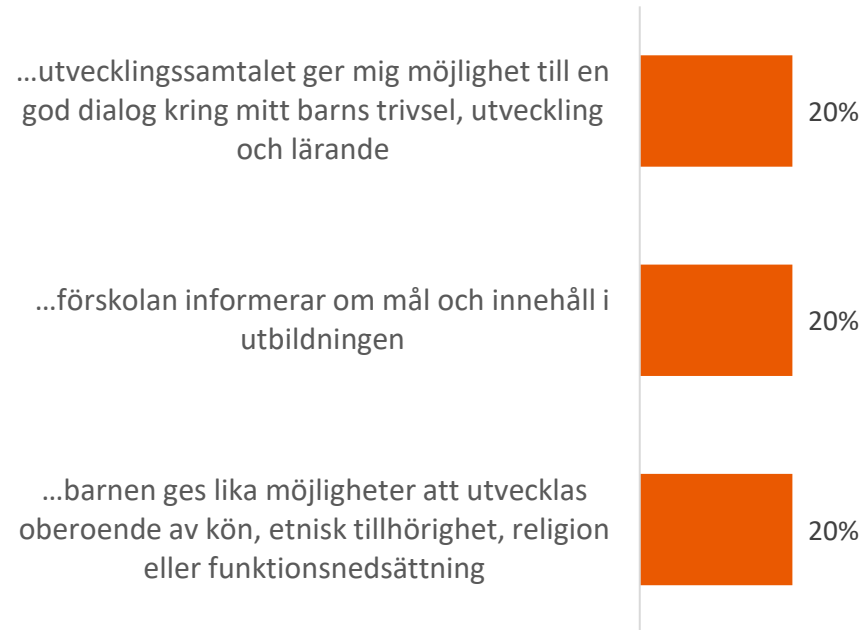 ...utvecklingssamtalet ger mig möjlighet till en
god dialog kring mitt barns trivsel, utveckling
och lärande
20%
...förskolan informerar om mål och innehåll i
utbildningen
20%
...barnen ges lika möjligheter att utvecklas
oberoende av kön, etnisk tillhörighet, religion
eller funktionsnedsättning
20%